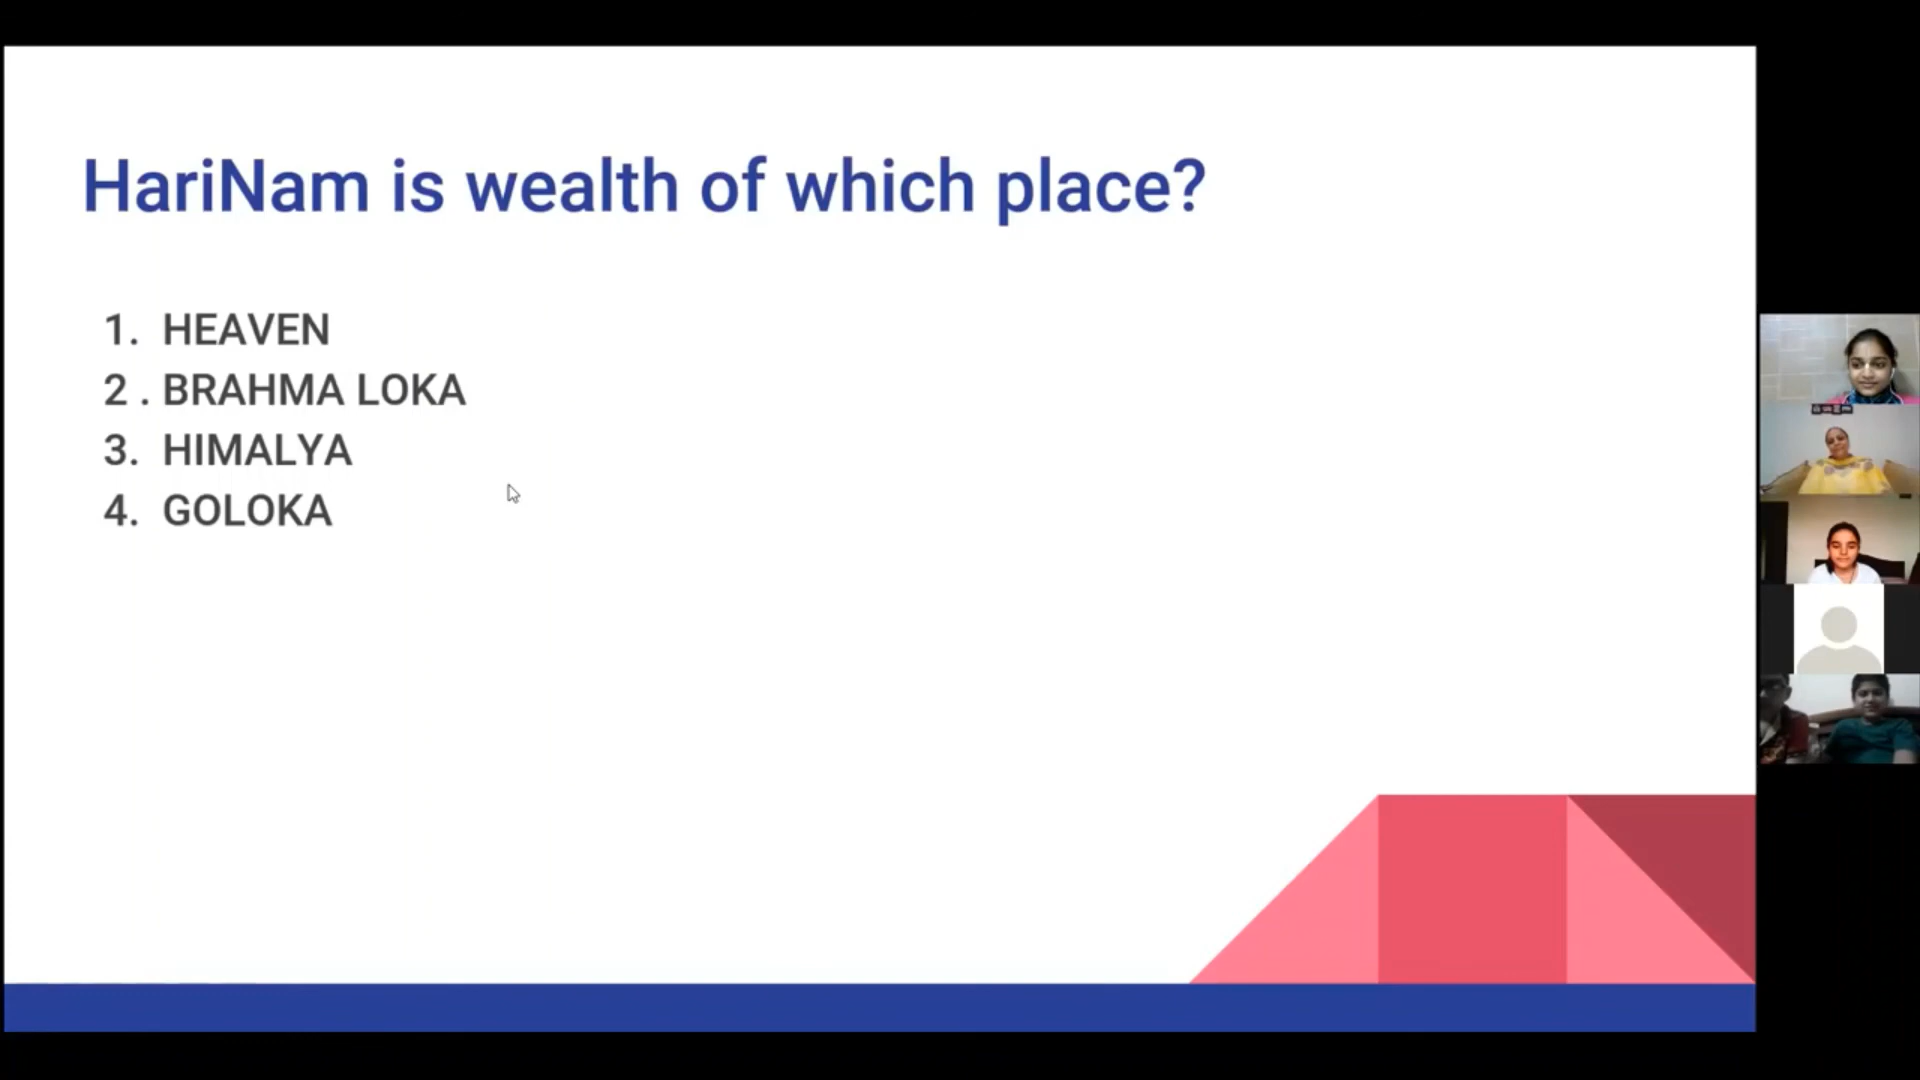 HariNam is wealth of which place?
1. HEAVEN
2 . BRAHMA LOKA
3. HIMALYA
4. GOLOKA